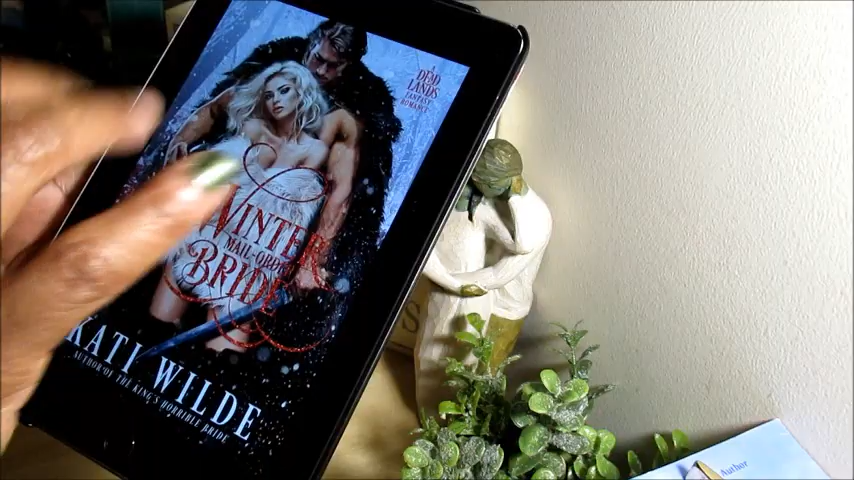 A
DEAD
LANDS
FANTASY
ROMANCE
WINTER
MAIL-ORDER
BRIDE
KATI WILDE
AUTHOR OF THE KING'S HORRIBLE BRIDE
Author